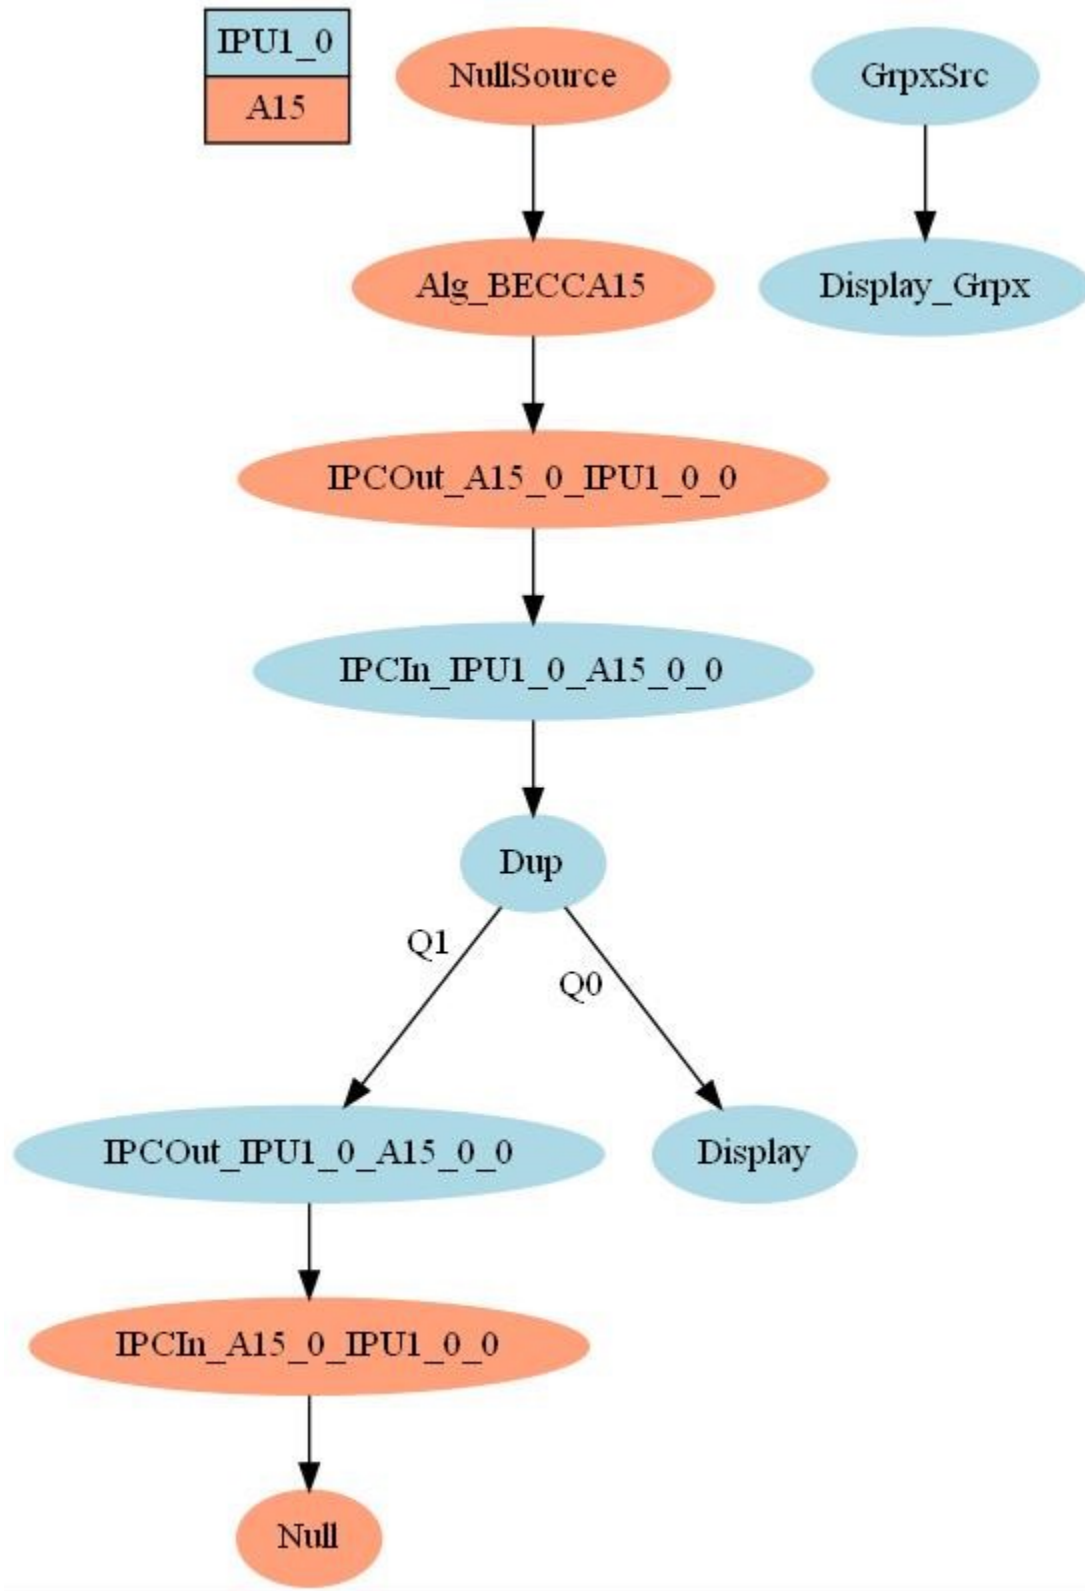 IPU1_0
A15
NullSource
GrpxSrc
Alg_BECCA15
Display_Grpx
IPCOut_A15_0_IPU1_0_0
IPCIn_IPU1_0_A15_0_0
Dup
Q1
Q0
IPCOut_IPU1_0_A15_0_0
Display
IPCIn_A15_0_IPU1_0_0
Null